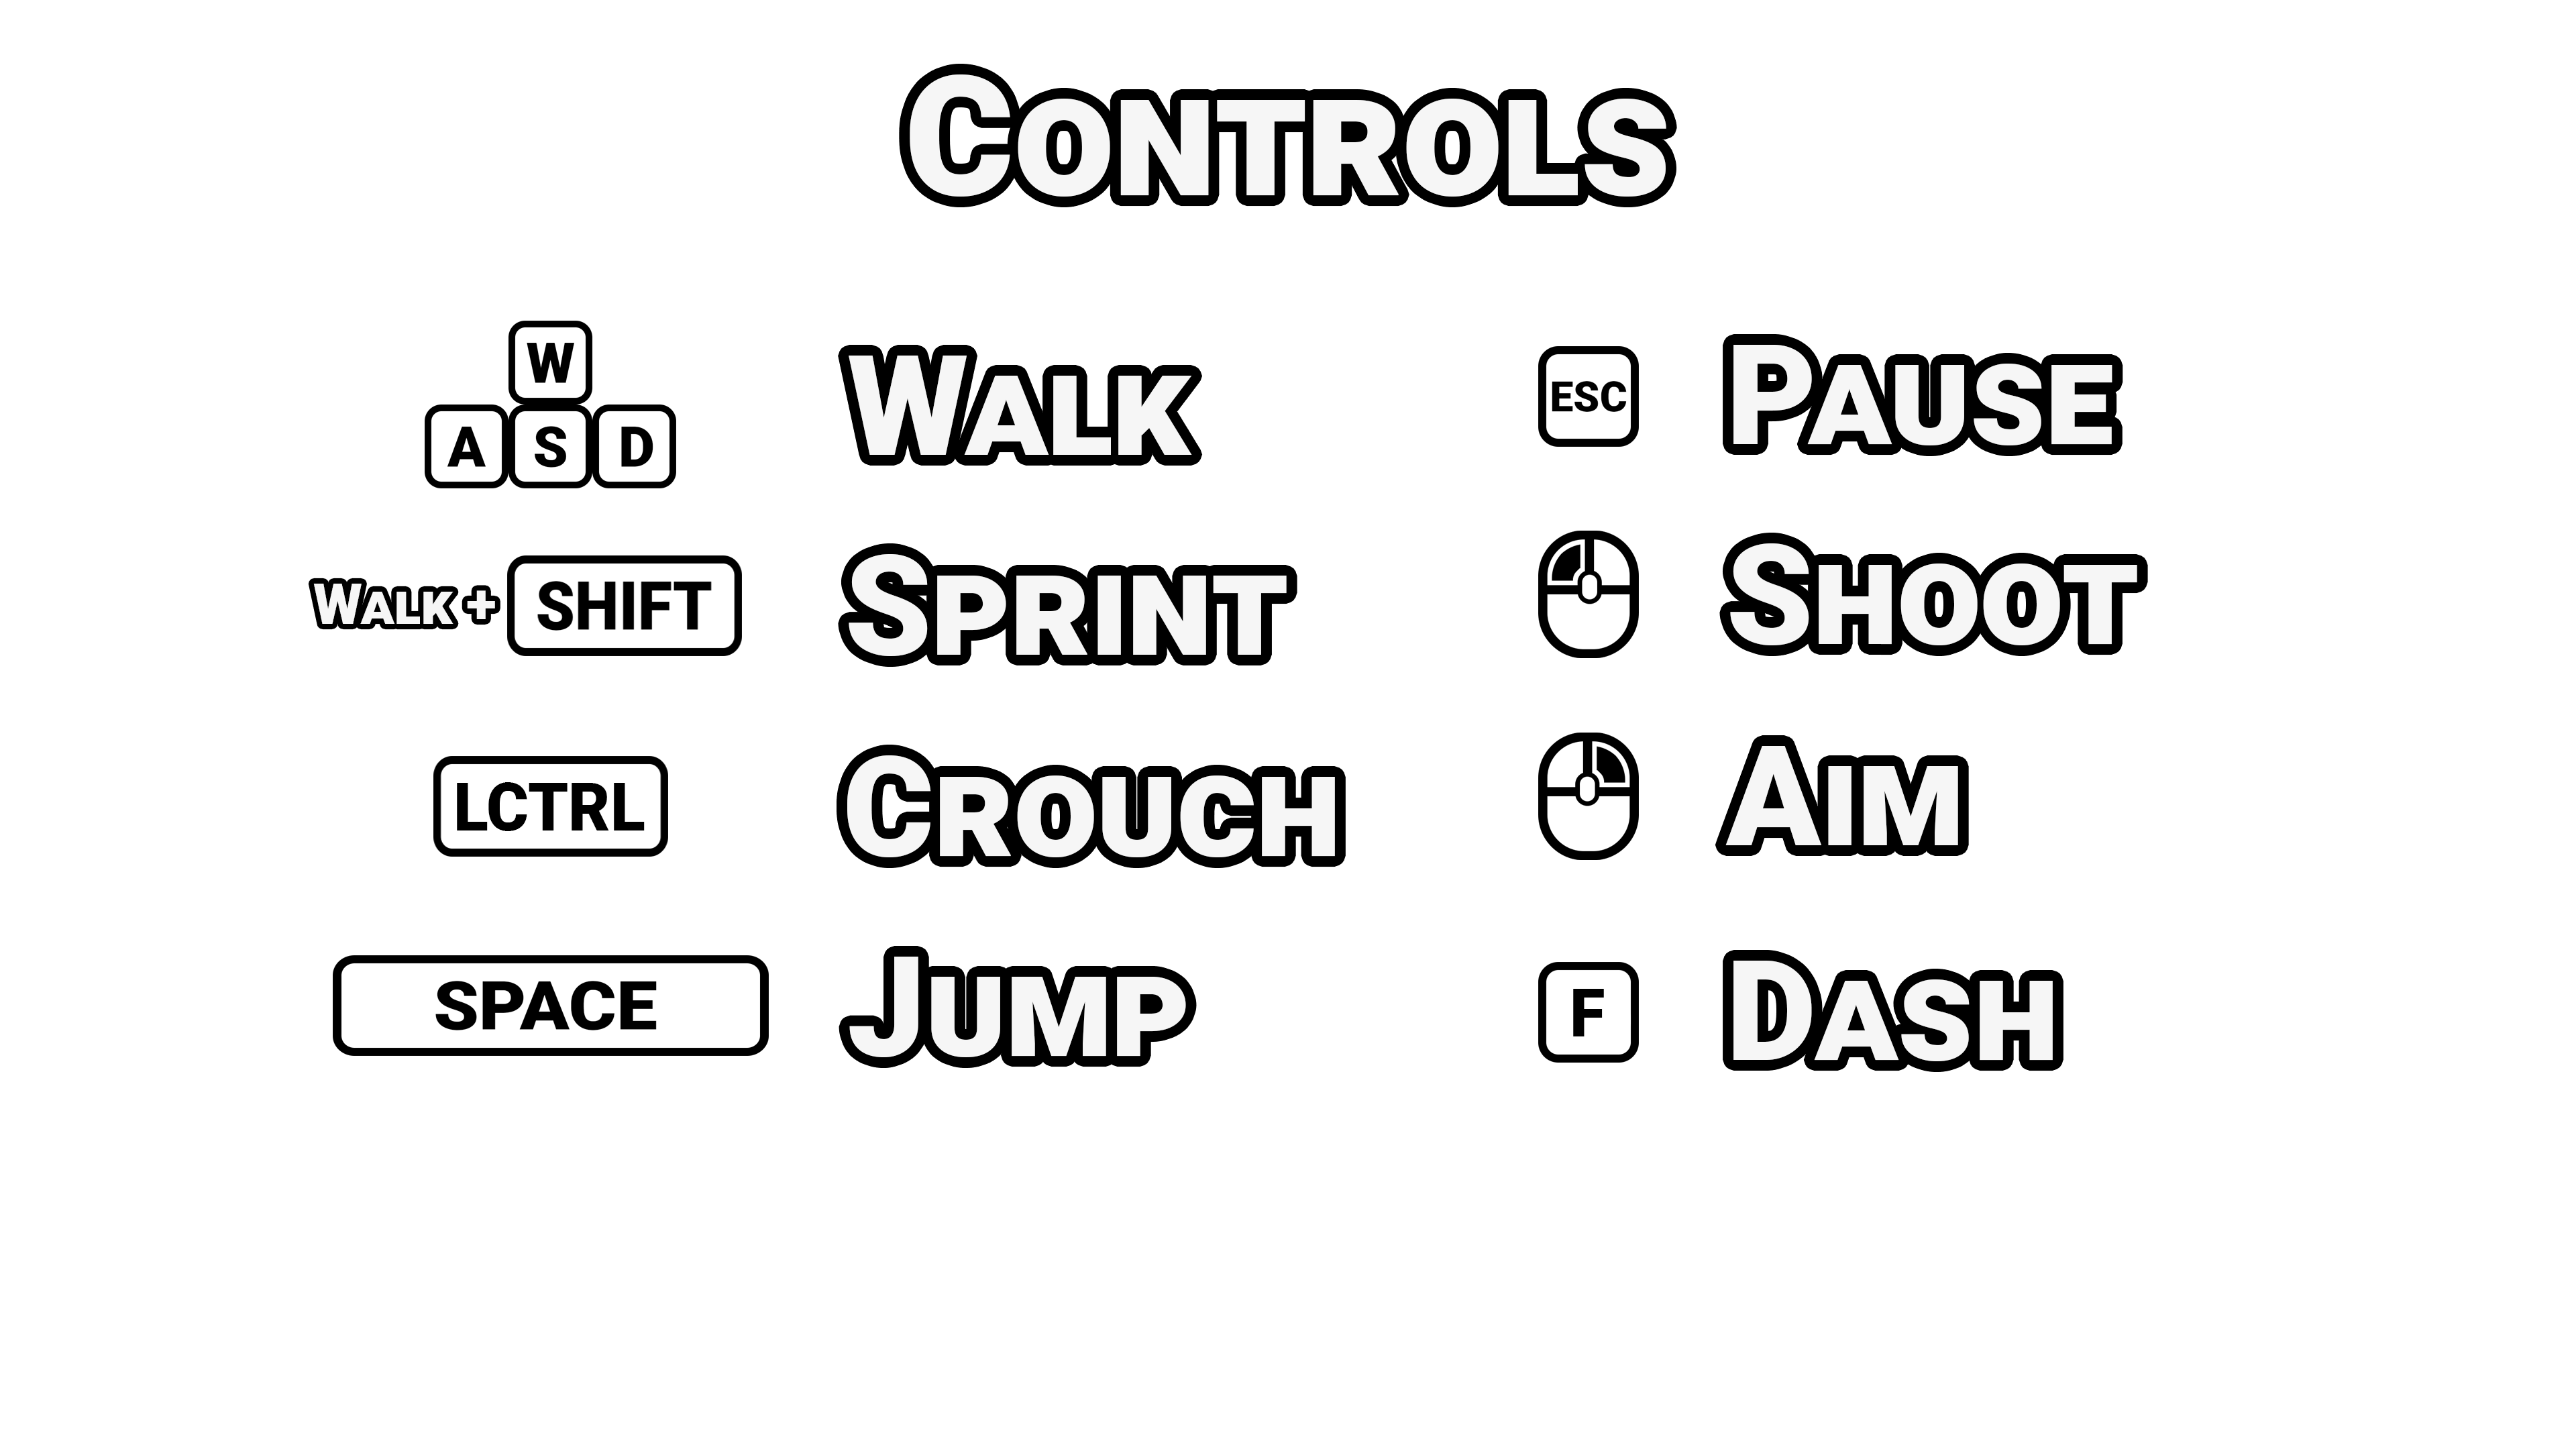 Controls
W
A S D
Walk
Walk + SHIFT
Sprint
LCTRL
Crouch
SPACE
Jump
ESC
Pause
Shoot
Aim
F
Dash